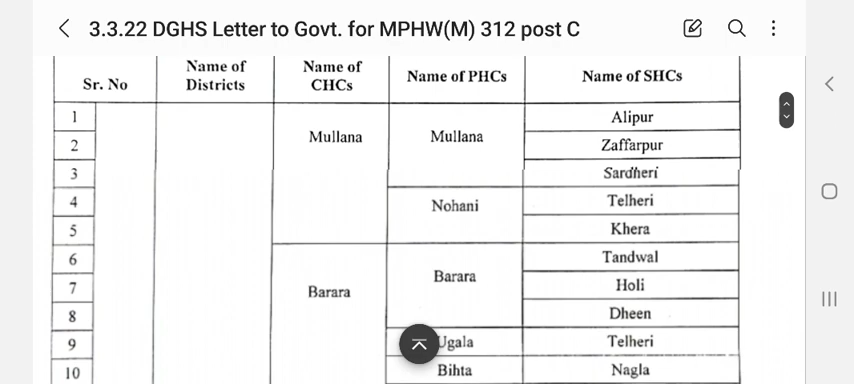 3.3.22 DGHS Letter to Govt. for MPHW(M) 312 post C
Sr. No Name of Districts Name of CHCs Name of PHCs Name of SHCs
1 Mullana Mullana Alipur
2 Zaffarpur
3 Sardheri
4 Nohani Telheri
5 Khera
6 Barara Barara Tandwal
7 Holi
8 Dheen
9 Ugala Telheri
10 Bihta Nagla